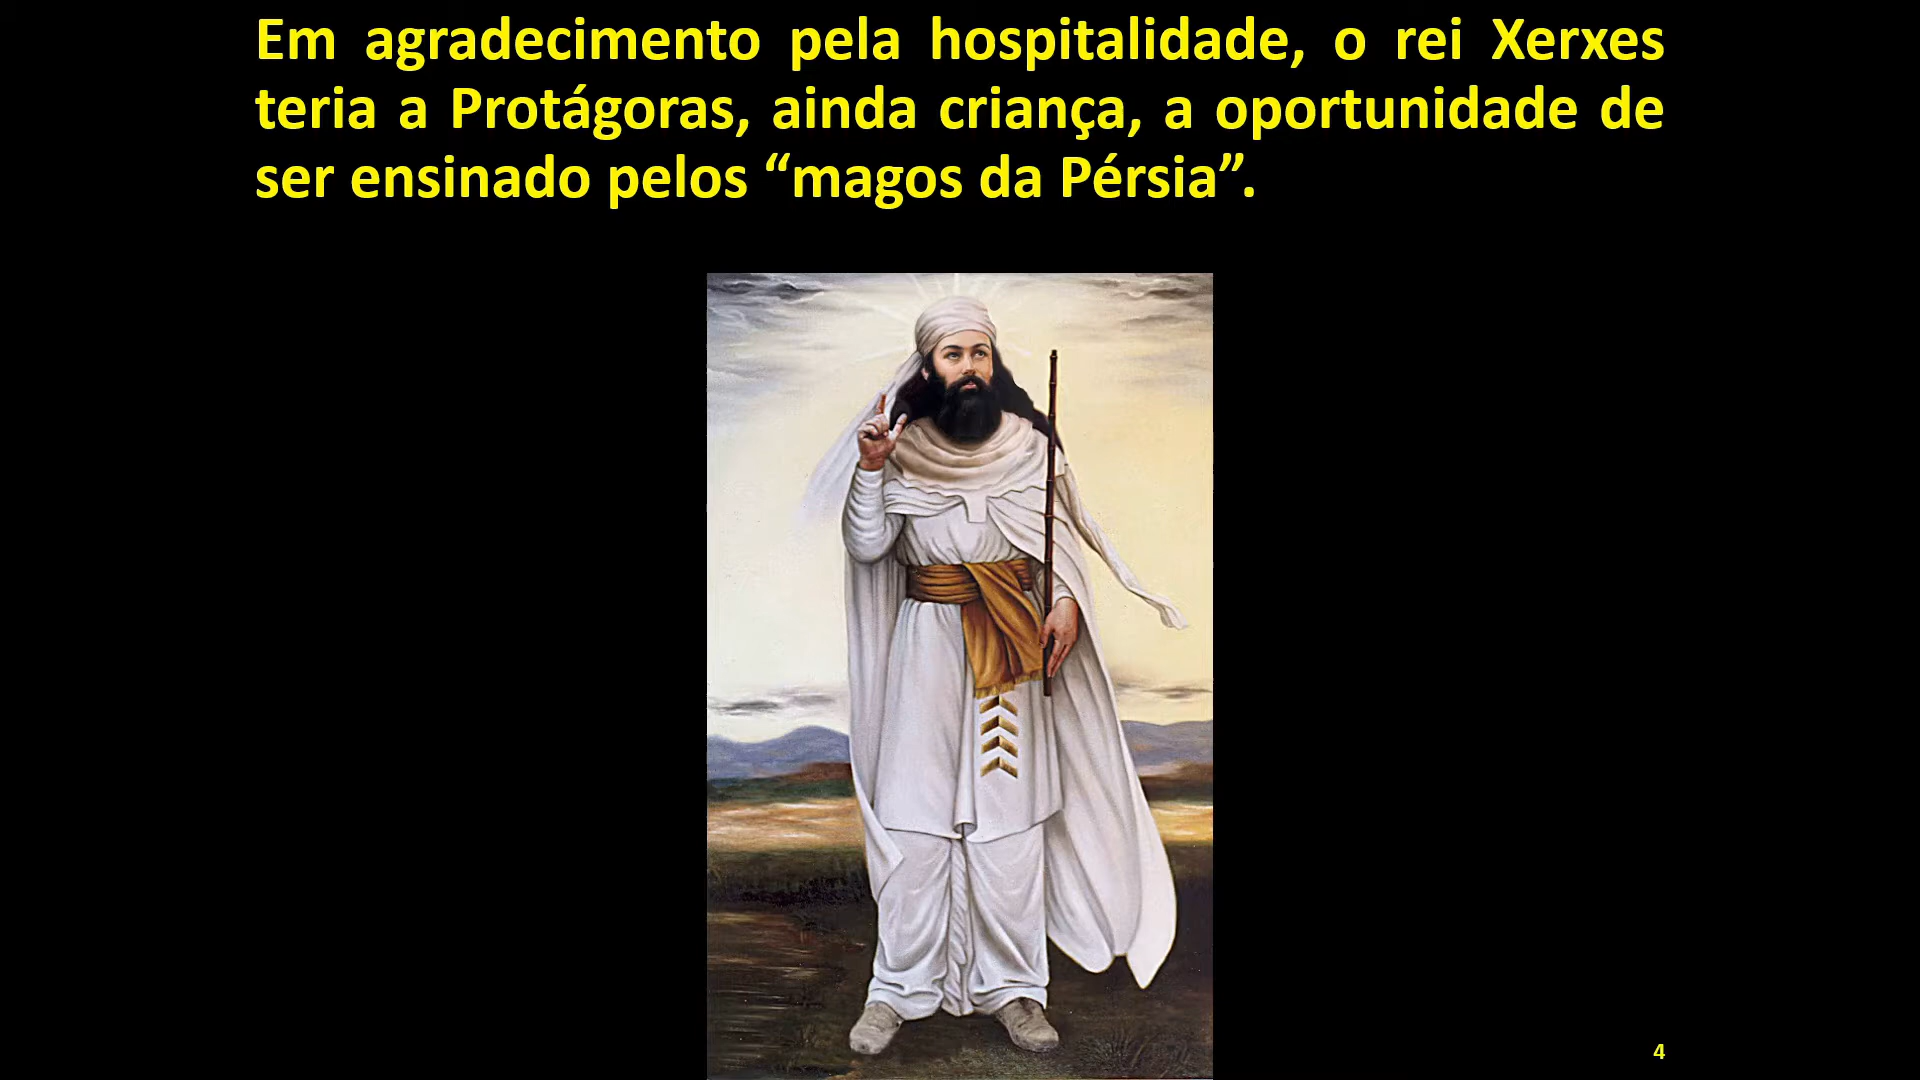 Em agradecimento pela hospitalidade, o rei Xerxes
teria a Protágoras, ainda criança, a oportunidade de
ser ensinado pelos “magos da Pérsia”.
4